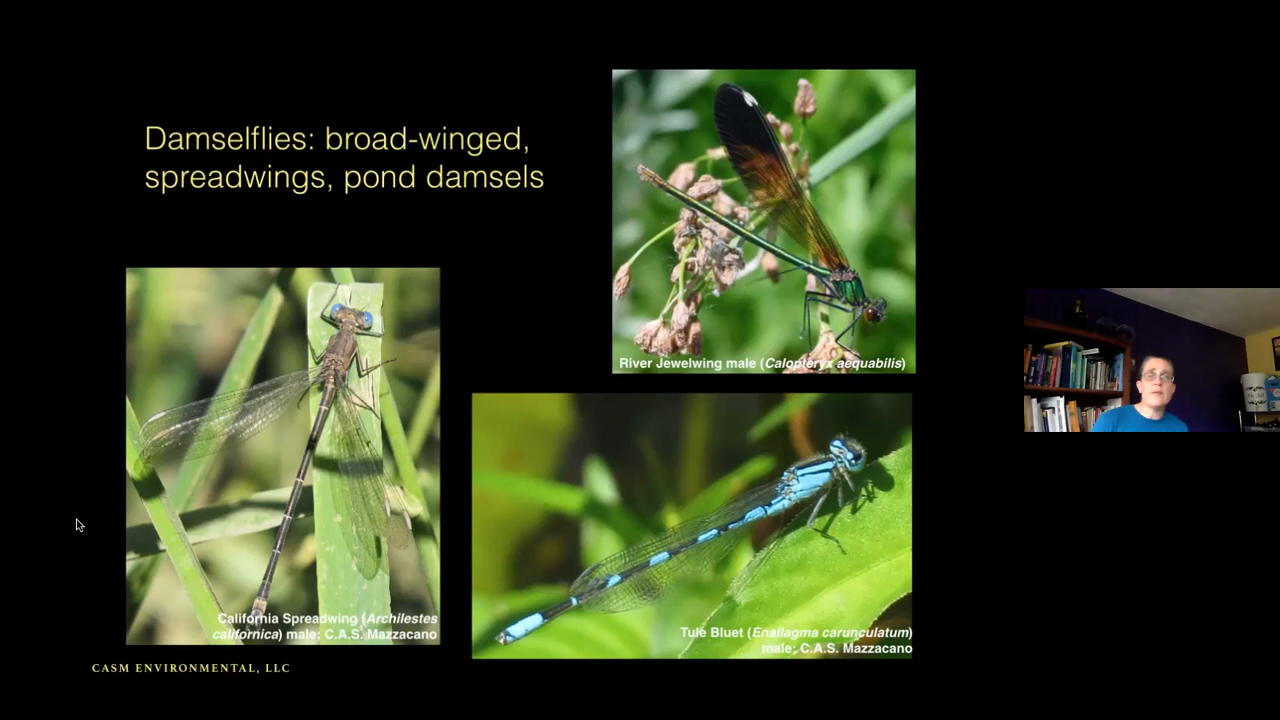 Damselflies: broad-winged,
spreadwings, pond damsels
River Jewelwing male (Calopteryx aequabilis)
California Spreadwing (Archilestes
californica) male; C.A.S. Mazzacano
Tule Bluet (Enallagma carunculatum)
male; C.A.S. Mazzacano
CASM ENVIRONMENTAL, LLC